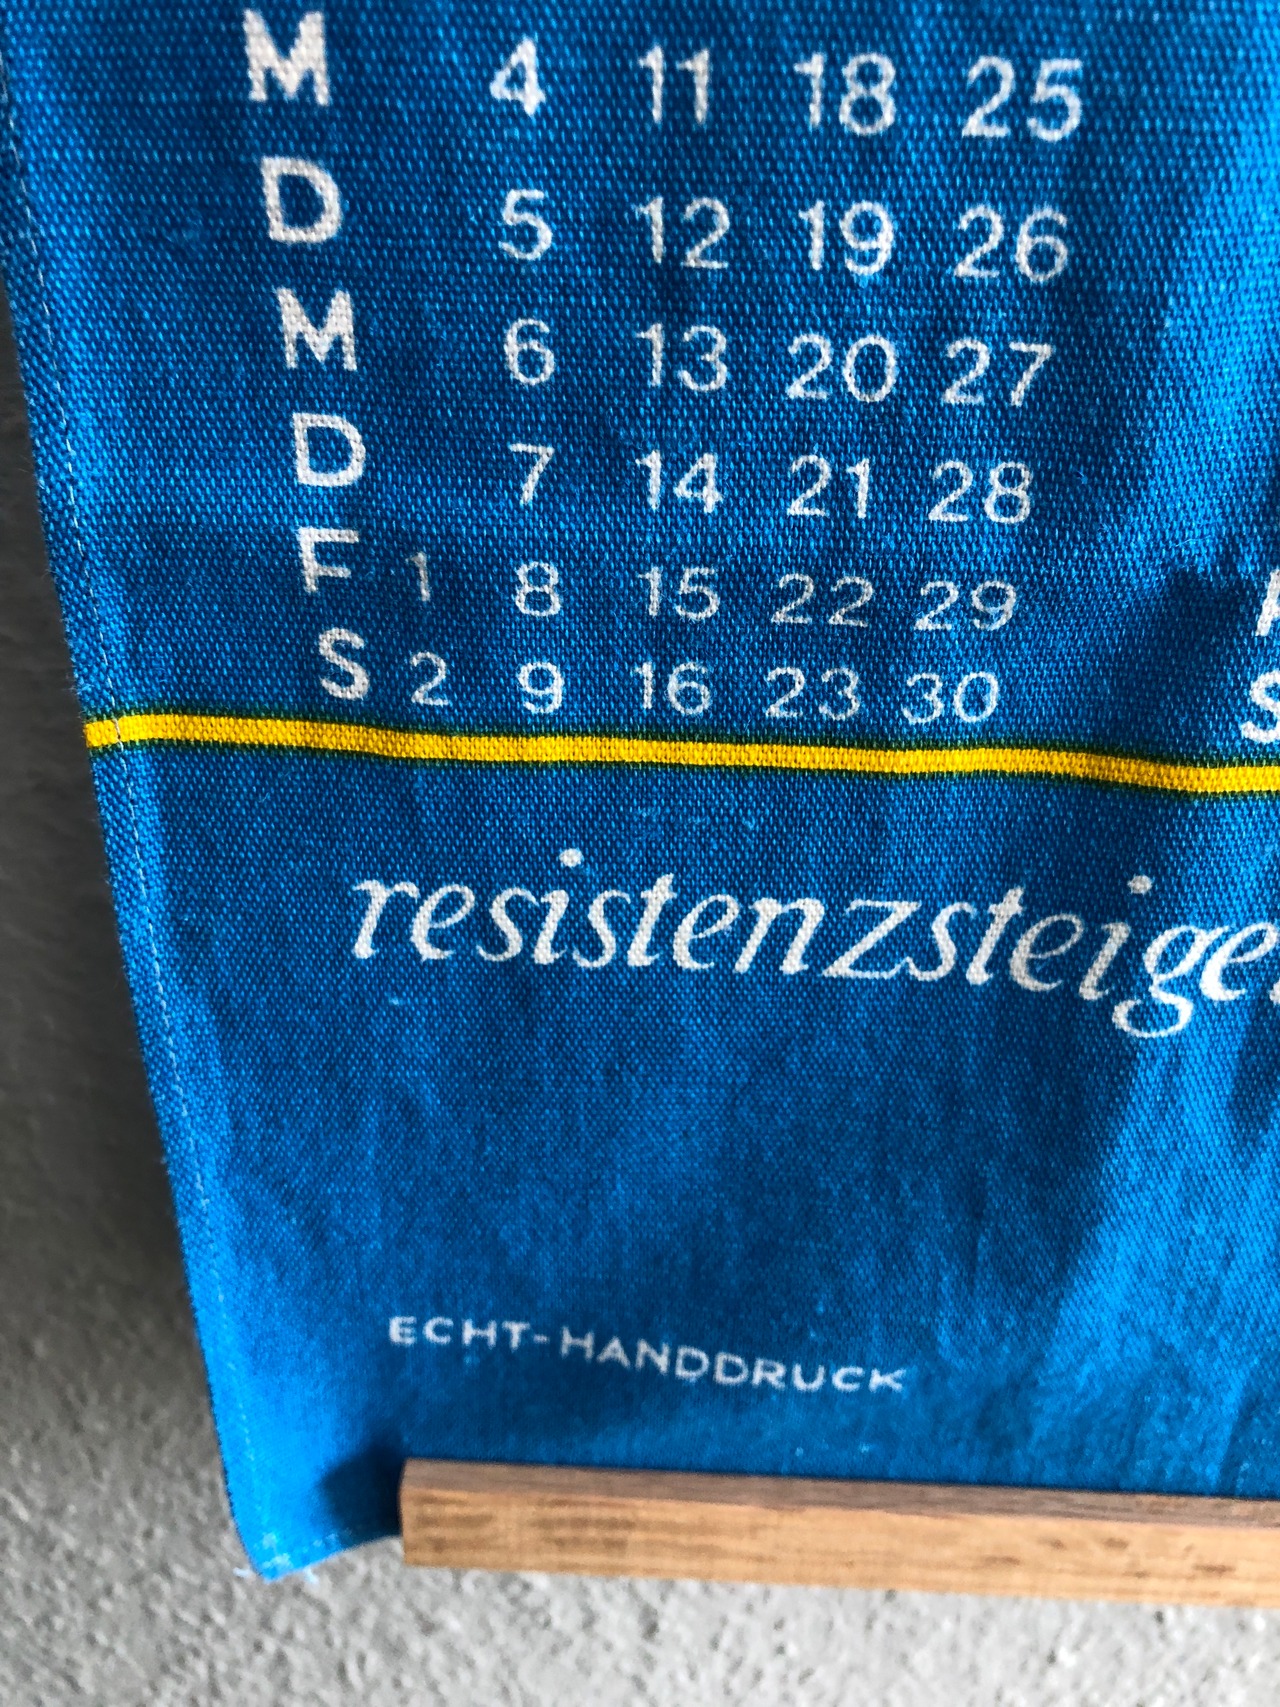 M 4 11 18 25
D 5 12 19 26
M 6 13 20 27
D 7 14 21 28
F 1 8 15 22 29
S 2 9 16 23 30
S
resistenzsteige
ECHT-HANDDRUCK